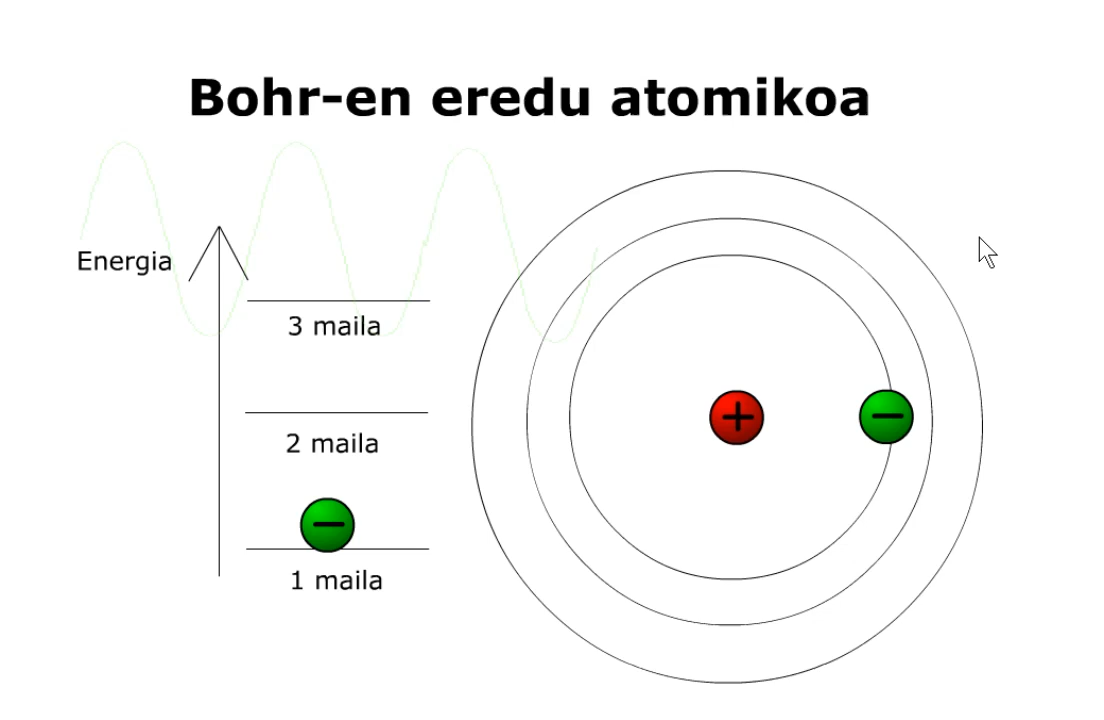 Bohr-en eredu atomikoa
Energia
3 maila
2 maila
1 maila
+
−
−